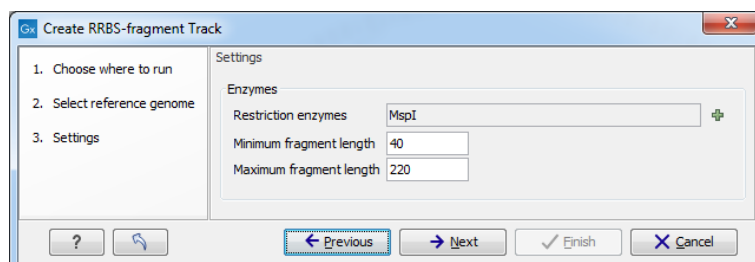 Gx Create RRBS-fragment Track X
1. Choose where to run
2. Select reference genome
3. Settings
Settings
Enzymes
Restriction enzymes MspI
Minimum fragment length 40
Maximum fragment length 220
? Previous Next Finish Cancel